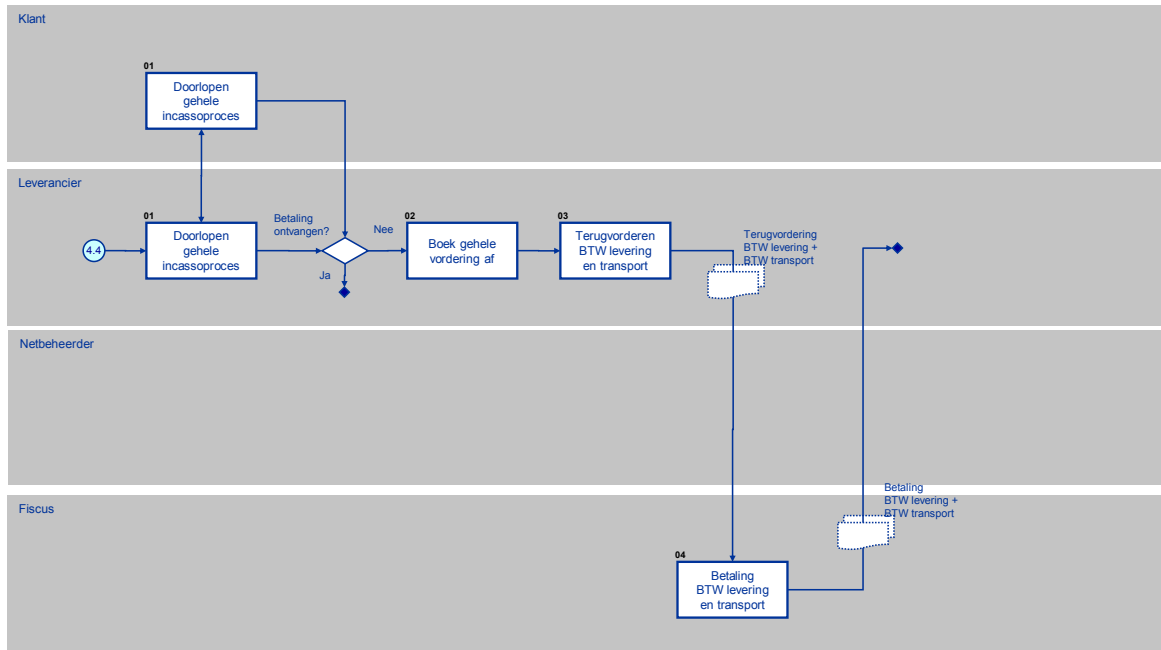 Klant
01
Doorlopen
gehele
incassoproces
Leverancier
4.4
01
Doorlopen
gehele
incassoproces
Betaling
ontvangen?
Nee
Ja
02
Boek gehele
vordering af
03
Terugvorderen
BTW levering
en transport
Terugvordering
BTW levering +
BTW transport
Netbeheerder
Betaling
BTW levering +
BTW transport
Fiscus
04
Betaling
BTW levering
en transport